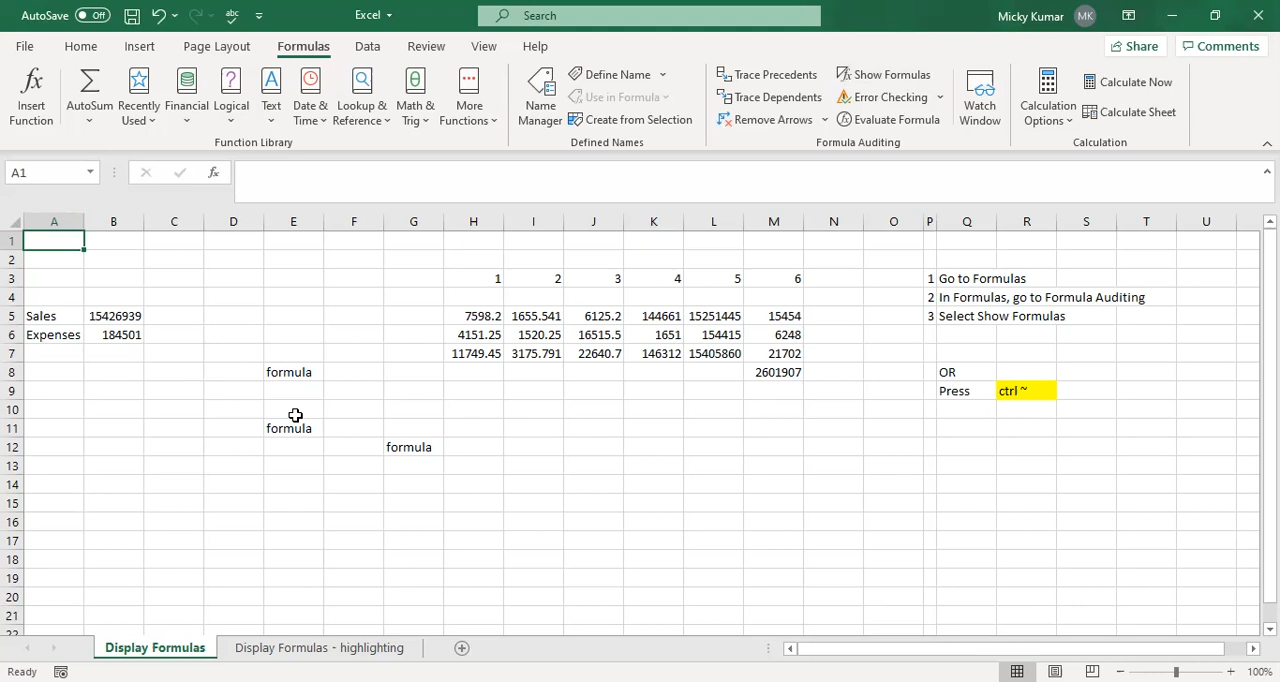 AutoSave Off Excel Search Micky Kumar MK
File Home Insert Page Layout Formulas Data Review View Help Share Comments
Insert Function
AutoSum
Recently Used
Financial
Logical
Text
Date & Time
Lookup & Reference
Math & Trig
More Functions
Function Library
Name Manager
Define Name
Use in Formula
Create from Selection
Defined Names
Trace Precedents
Trace Dependents
Remove Arrows
Show Formulas
Error Checking
Evaluate Formula
Watch Window
Formula Auditing
Calculation Options
Calculate Now
Calculate Sheet
Calculation
A1 fx
A B C D E F G H I J K L M N O P Q R S T U
1
2
3 1 2 3 4 5 6 1 Go to Formulas
4 2 In Formulas, go to Formula Auditing
5 Sales 15426939 7598.2 1655.541 6125.2 144661 15251445 15454 3 Select Show Formulas
6 Expenses 184501 4151.25 1520.25 16515.5 1651 154415 6248
7 11749.45 3175.791 22640.7 146312 15405860 21702
8 formula 2601907 OR
9 Press ctrl ~
10
11 formula
12 formula
13
14
15
16
17
18
19
20
21
22
Display Formulas Display Formulas - highlighting
Ready 100%